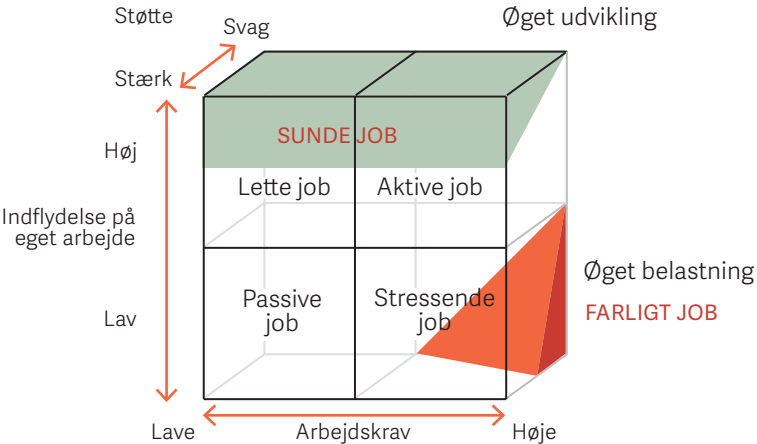 Støtte
Svag
Øget udvikling
Stærk
SUNDE JOB
Høj
Lette job
Aktive job
Indflydelse på
eget arbejde
Øget belastning
Passive
job
Stressende
job
FARLIGT JOB
Lav
Lave
Arbejdskrav
Høje